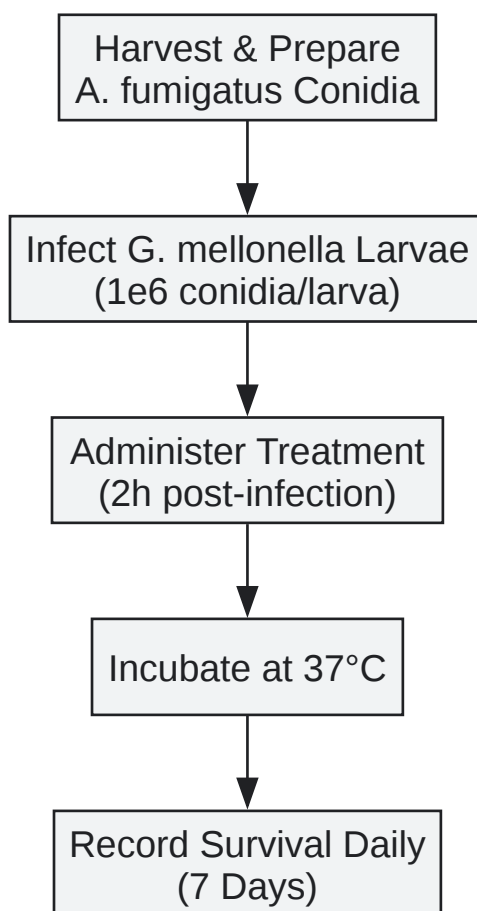 Harvest & Prepare
A. fumigatus Conidia
Infect G. mellonella Larvae
(1e6 conidia/larva)
Administer Treatment
(2h post-infection)
Incubate at 37°C
Record Survival Daily
(7 Days)